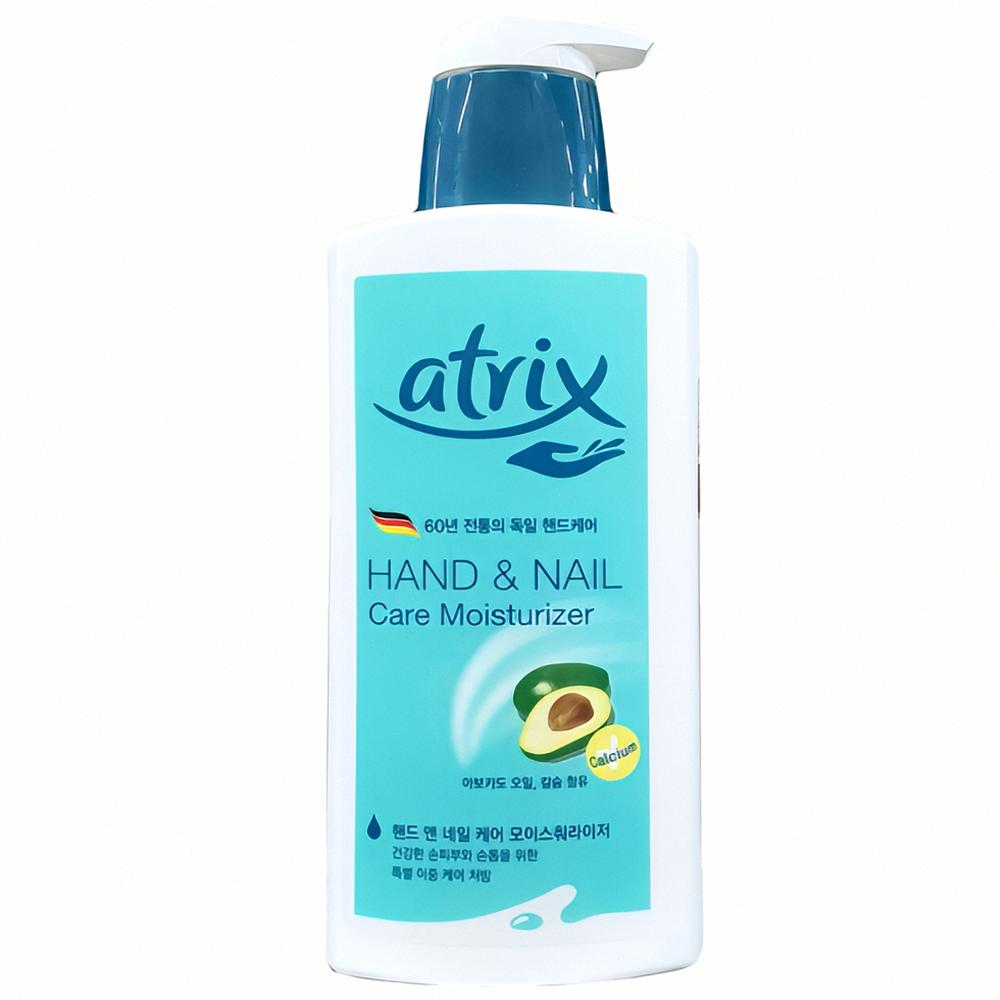 atrix
60년 전통의 독일 핸드케어
HAND & NAIL
Care Moisturizer
Calcium
아보카도 오일, 칼슘 함유
핸드 앤 네일 케어 모이스춰라이저
건강한 손피부와 손톱을 위한
특별 이중 케어 처방